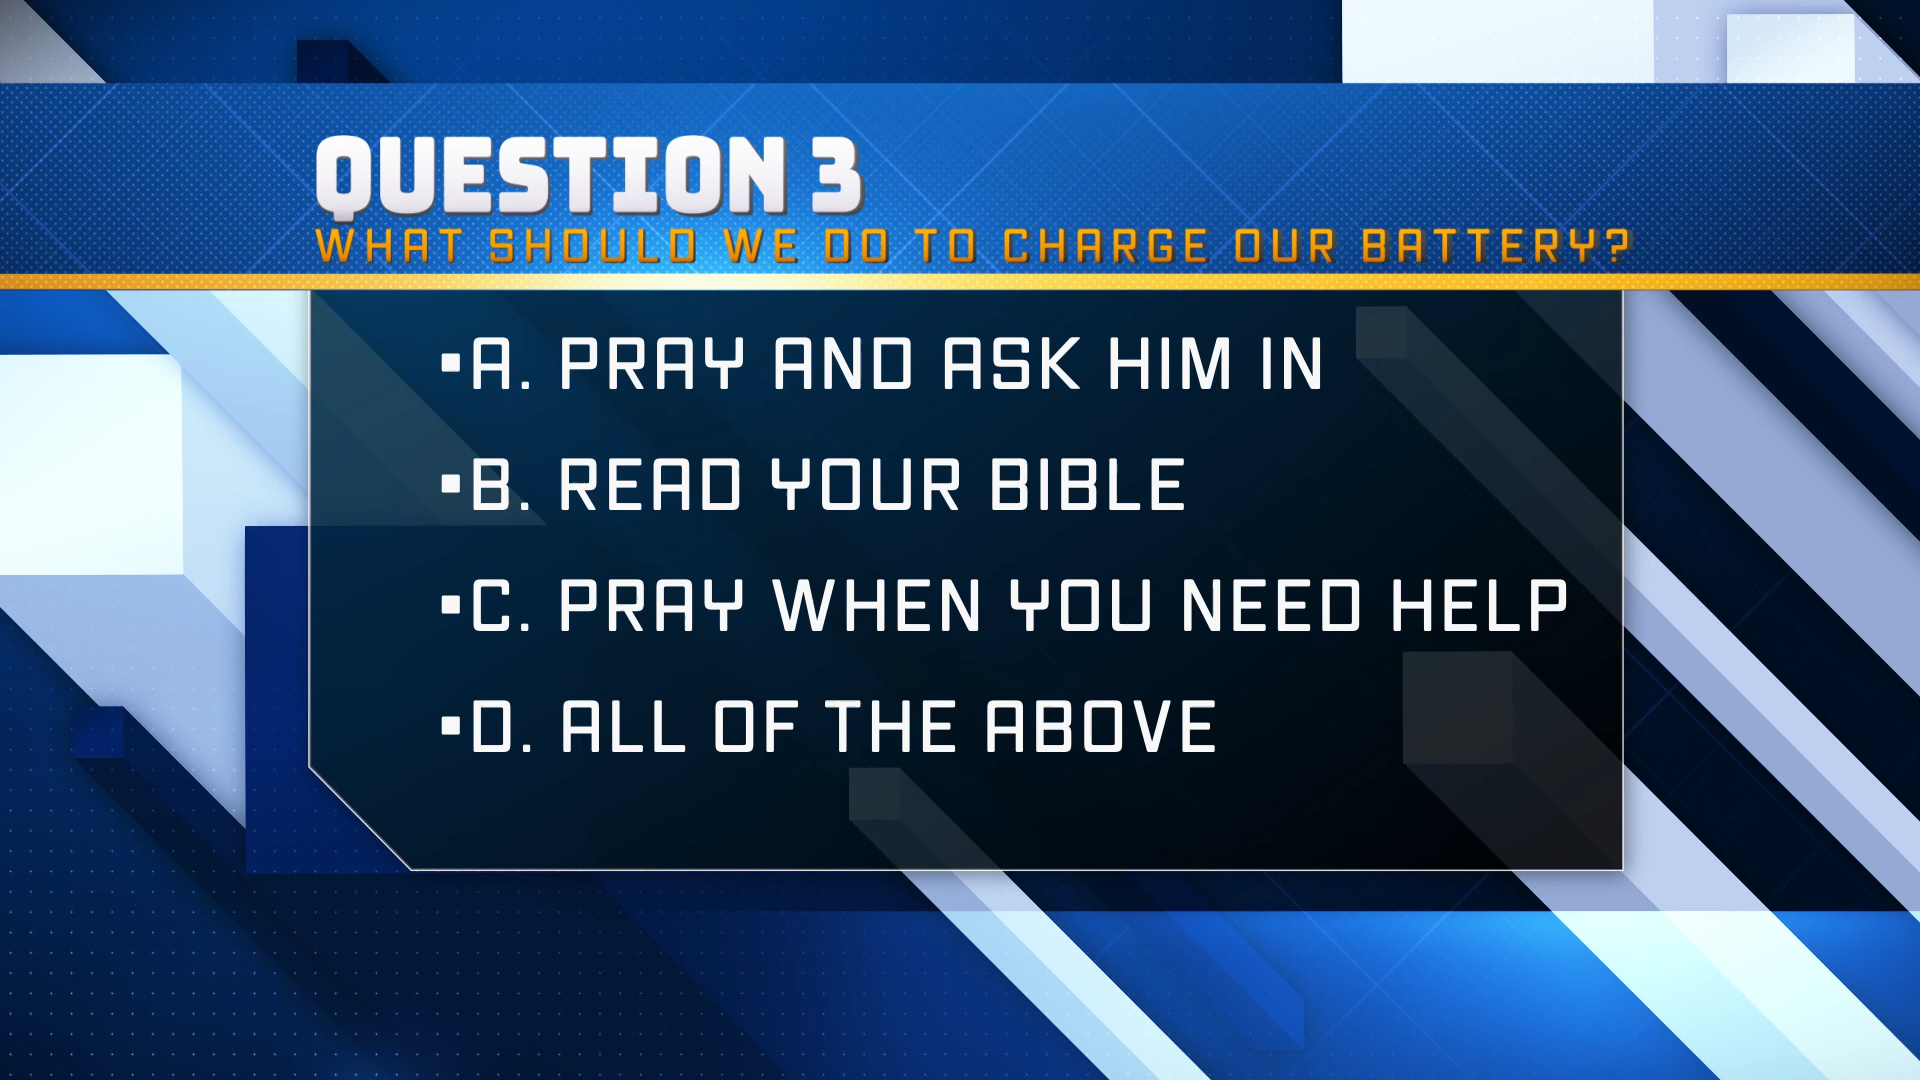 QUESTION 3
WHAT SHOULD WE DO TO CHARGE OUR BATTERY?
▪A. PRAY AND ASK HIM IN
▪B. READ YOUR BIBLE
▪C. PRAY WHEN YOU NEED HELP
▪D. ALL OF THE ABOVE